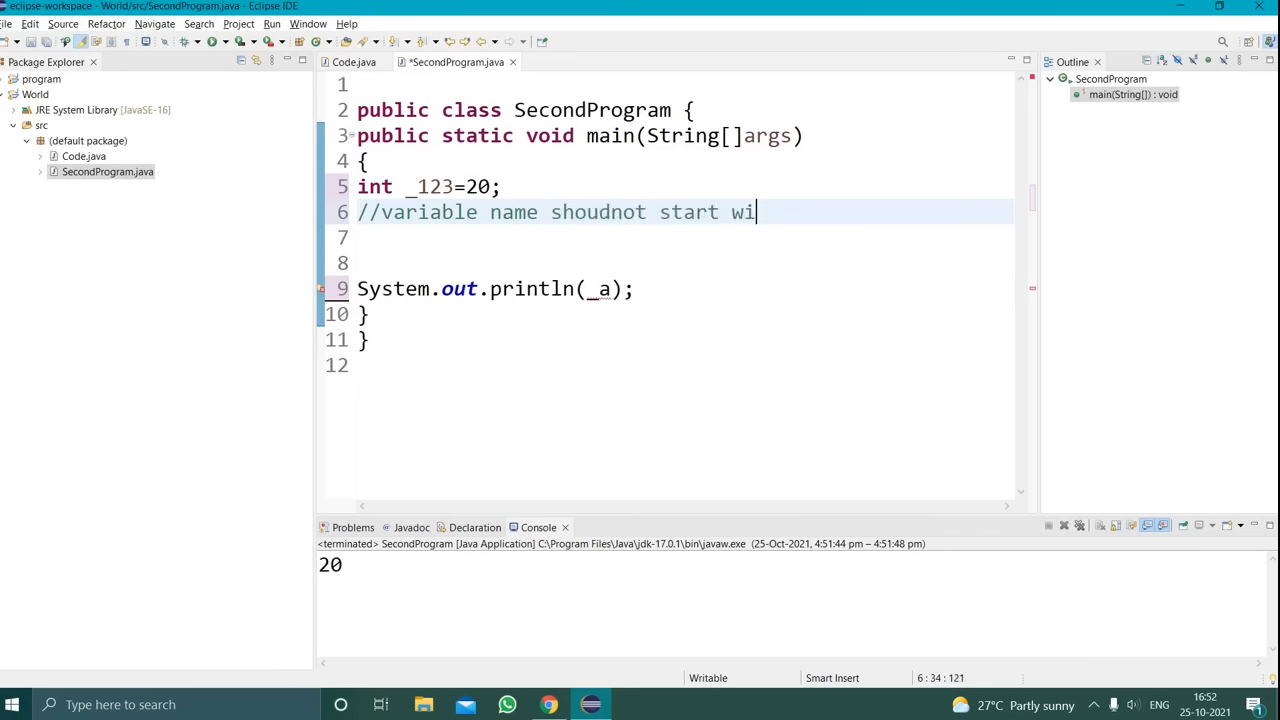 eclipse-workspace - World/src/SecondProgram.java - Eclipse IDE
File Edit Source Refactor Navigate Search Project Run Window Help
Package Explorer
Code.java
*SecondProgram.java
Outline
program
World
JRE System Library [JavaSE-16]
src
(default package)
Code.java
SecondProgram.java
1
2 public class SecondProgram {
3 public static void main(String[]args)
4 {
5 int _123=20;
6 //variable name shoudnot start wi
7
8
9 System.out.println(_a);
10 }
11 }
12
SecondProgram
main(String[]) : void
Problems Javadoc Declaration Console
<terminated> SecondProgram [Java Application] C:\Program Files\Java\jdk-17.0.1\bin\javaw.exe (25-Oct-2021, 4:51:44 pm – 4:51:48 pm)
20
Writable
Smart Insert
6 : 34 : 121
Type here to search
27°C Partly sunny
ENG
16:52
25-10-2021
1